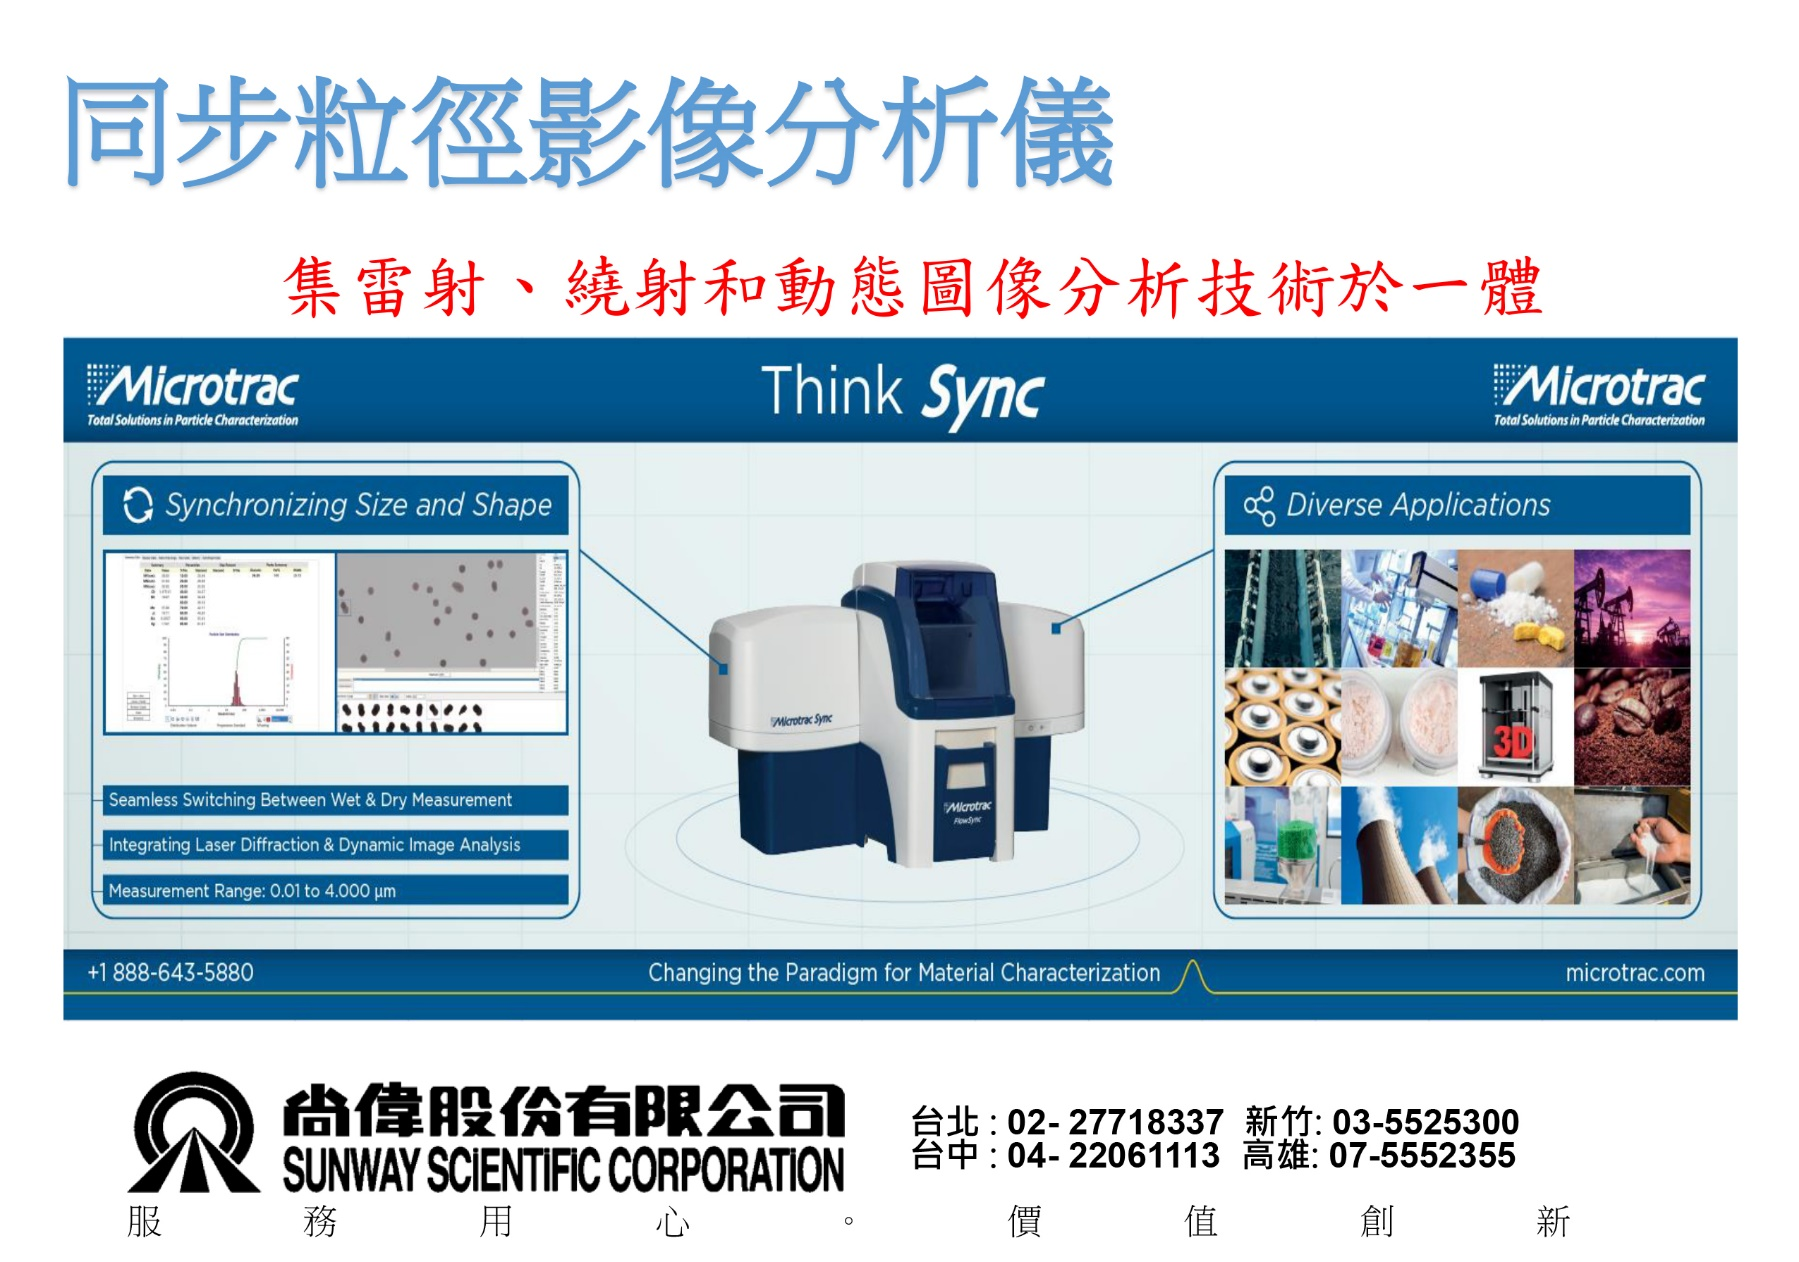 同步粒徑影像分析儀
集雷射、繞射和動態圖像分析技術於一體
Microtrac
Total Solutions in Particle Characterization
Think Sync
Microtrac
Total Solutions in Particle Characterization
Synchronizing Size and Shape
Diverse Applications
Microtrac Sync
3D
Microtrac
FlowSync
Seamless Switching Between Wet & Dry Measurement
Integrating Laser Diffraction & Dynamic Image Analysis
Measurement Range: 0.01 to 4.000 µm
+1 888-643-5880
Changing the Paradigm for Material Characterization
microtrac.com
尚偉股份有限公司
SUNWAY SCiENTiFiC CORPORATiON
台北 : 02- 27718337 新竹: 03-5525300
台中 : 04- 22061113 高雄: 07-5552355
服務用心。價值創新